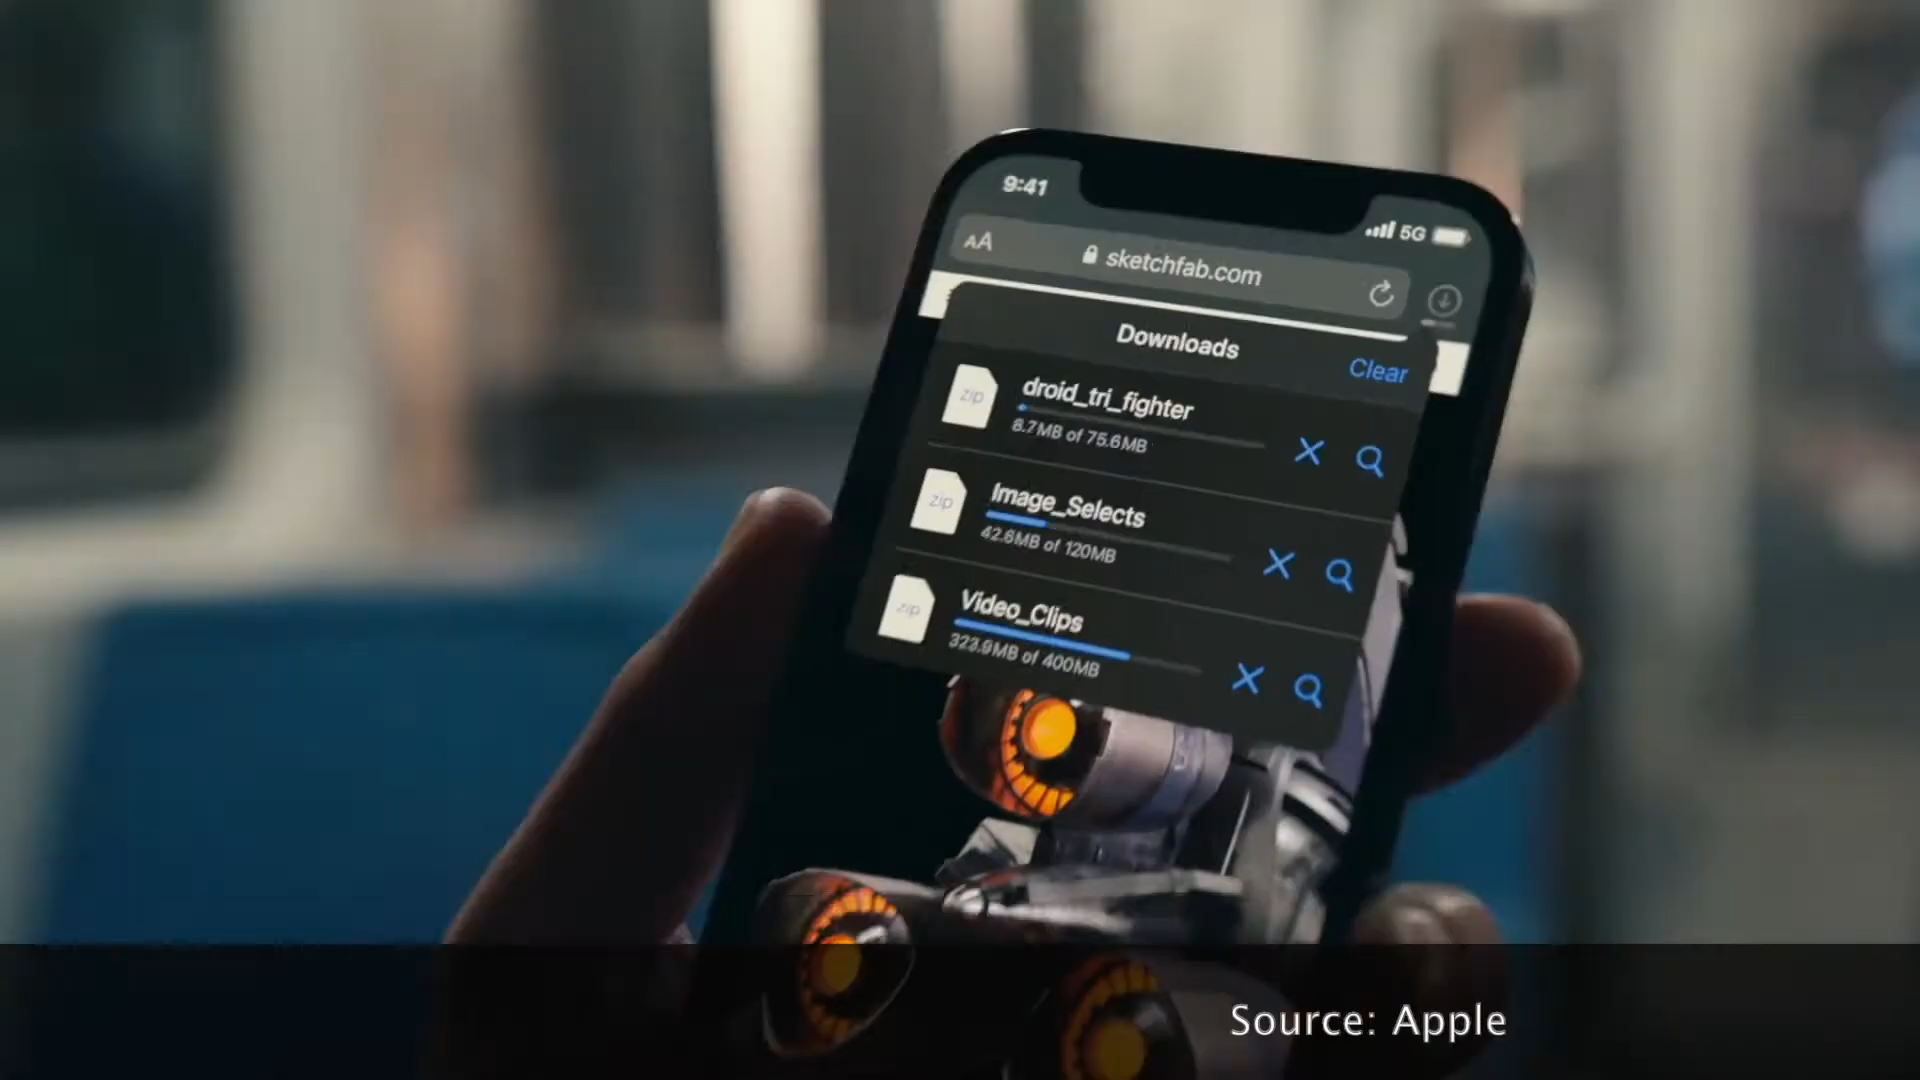 9:41
5G
AA
sketchfab.com
Downloads
Clear
zip
droid_tri_fighter
8.7MB of 75.6MB
zip
Image_Selects
42.6MB of 120MB
zip
Video_Clips
323.9MB of 400MB
Source: Apple